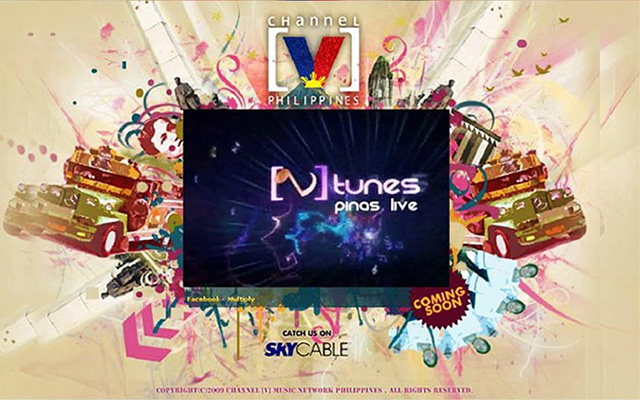 CHANNEL
[V]
PHILIPPINES
[V] tunes
pinas live
Facebook - Multiply
COMING
SOON
CATCH US ON
SKYCABLE
COPYRIGHT(C)2009 CHANNEL [V] MUSIC NETWORK PHILIPPINES . ALL RIGHTS RESERVED.